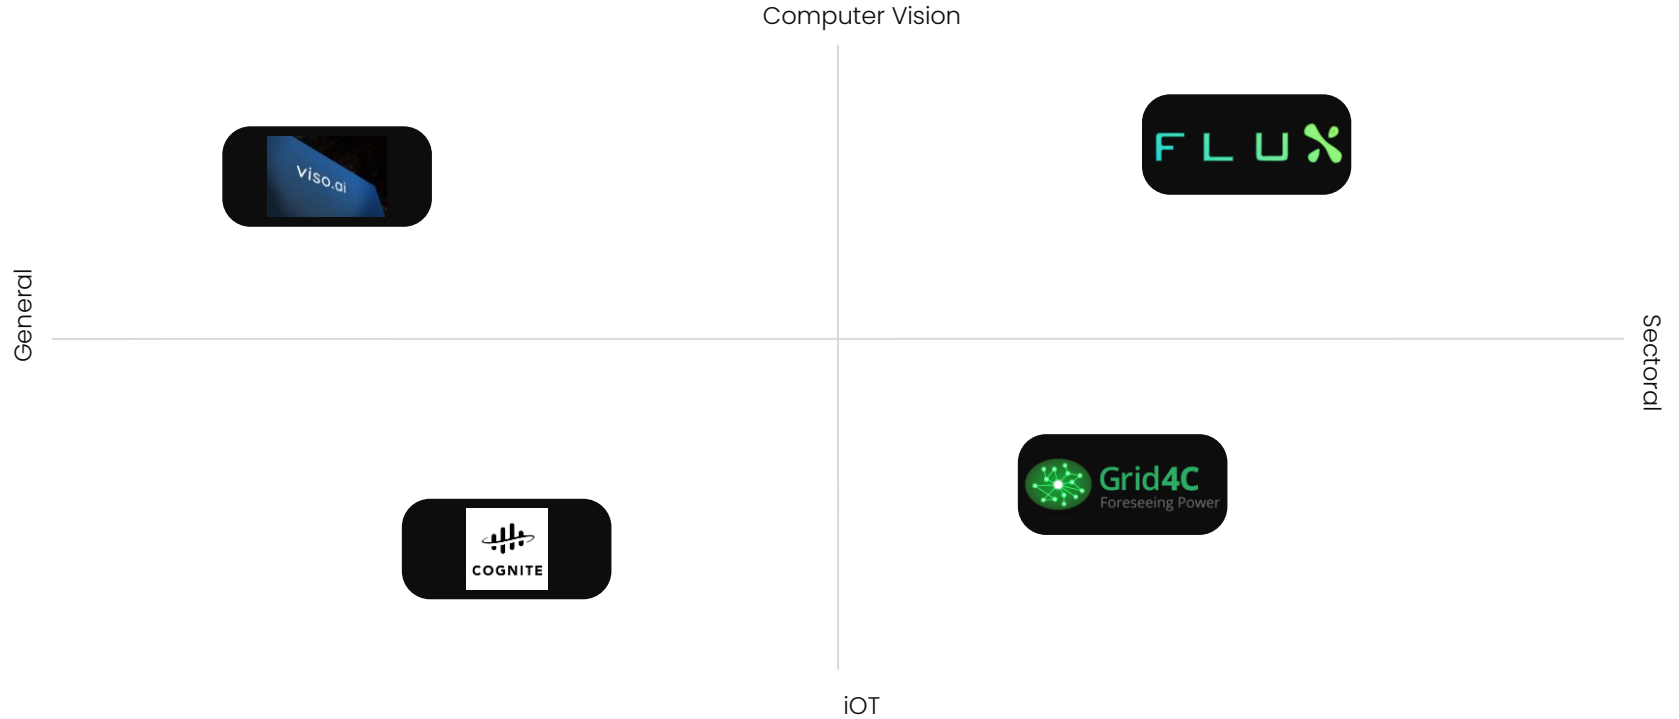 Computer Vision
viso.ai
FLUX
General
Sectoral
Grid4C
Foreseeing Power
COGNITE
iOT